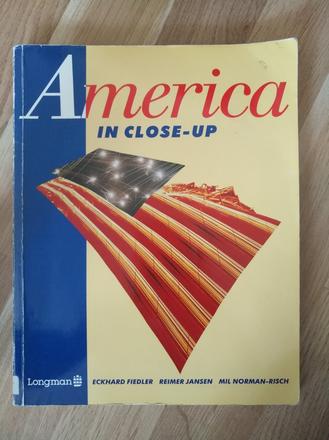 America
IN CLOSE-UP
Longman
ECKHARD FIEDLER REIMER JANSEN MIL NORMAN-RISCH